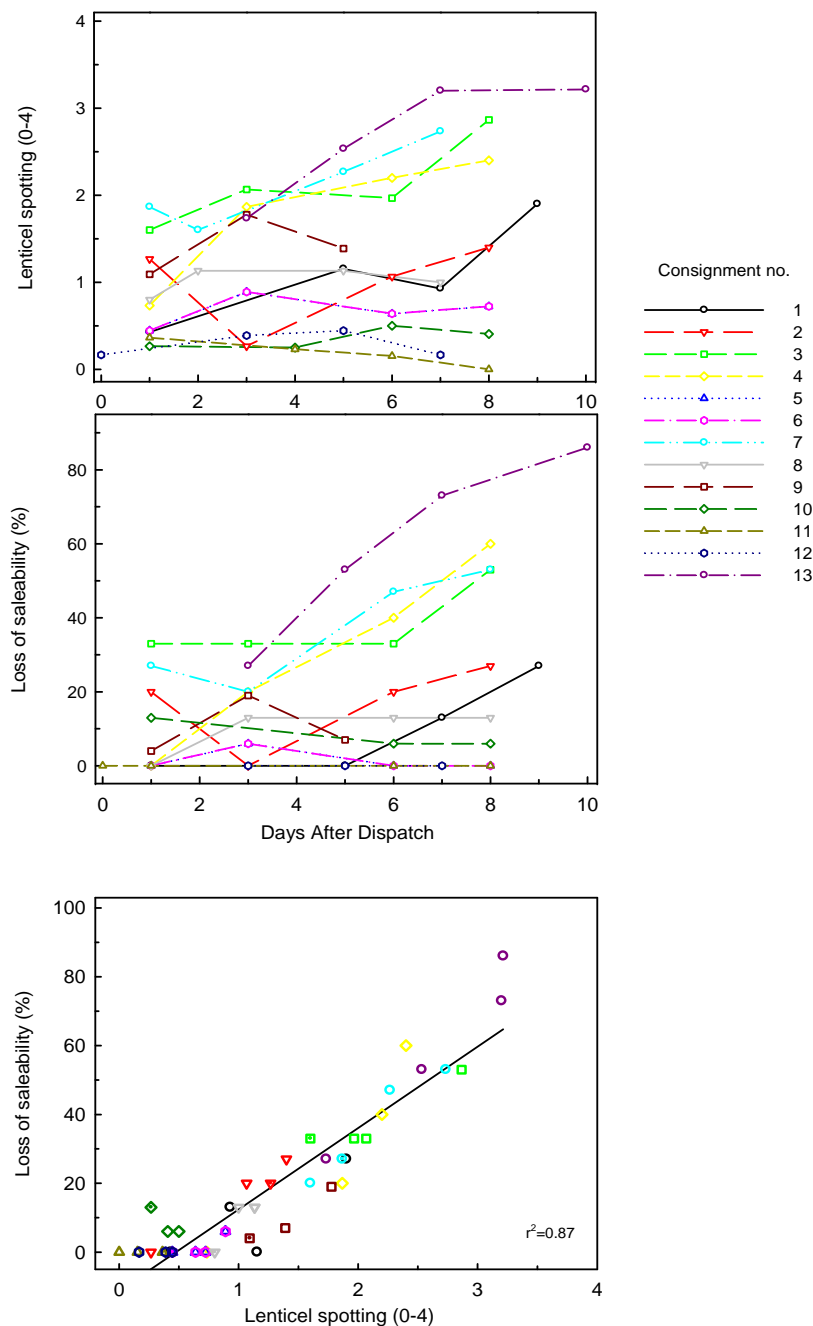 4
3
2
1
0
Lenticel spotting (0-4)
0 2 4 6 8 10
Consignment no.
1
2
3
4
5
6
7
8
9
10
11
12
13
80
60
40
20
0
Loss of saleability (%)
0 2 4 6 8 10
Days After Dispatch
100
80
60
40
20
0
Loss of saleability (%)
r²=0.87
0 1 2 3 4
Lenticel spotting (0-4)